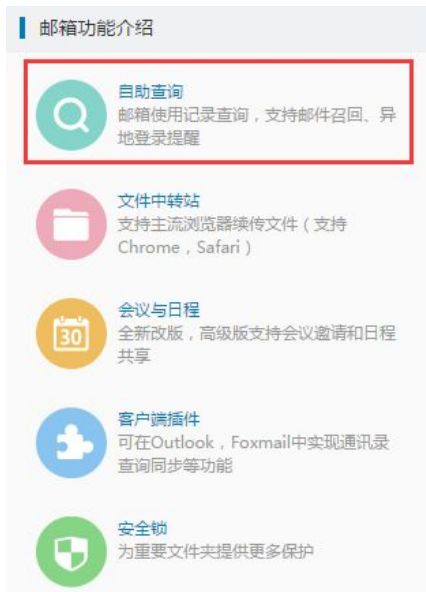 邮箱功能介绍
自助查询
邮箱使用记录查询，支持邮件召回、异
地登录提醒
文件中转站
支持主流浏览器续传文件（支持
Chrome，Safari）
会议与日程
30
全新改版，高级版支持会议邀请和日程
共享
客户端插件
可在Outlook，Foxmail中实现通讯录
查询同步等功能
安全锁
为重要文件夹提供更多保护